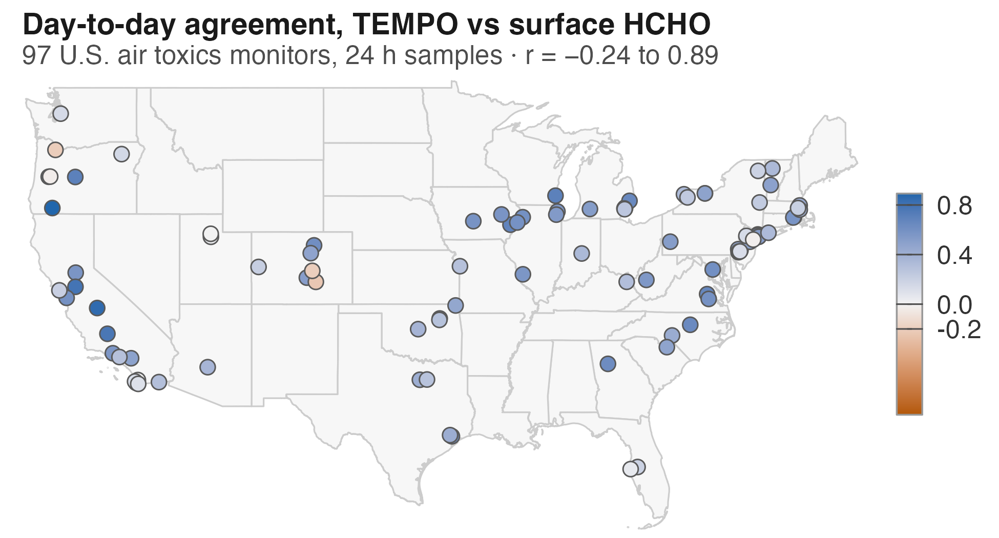 Day-to-day agreement, TEMPO vs surface HCHO
97 U.S. air toxics monitors, 24 h samples · r = −0.24 to 0.89
0.8
0.4
0.0
-0.2